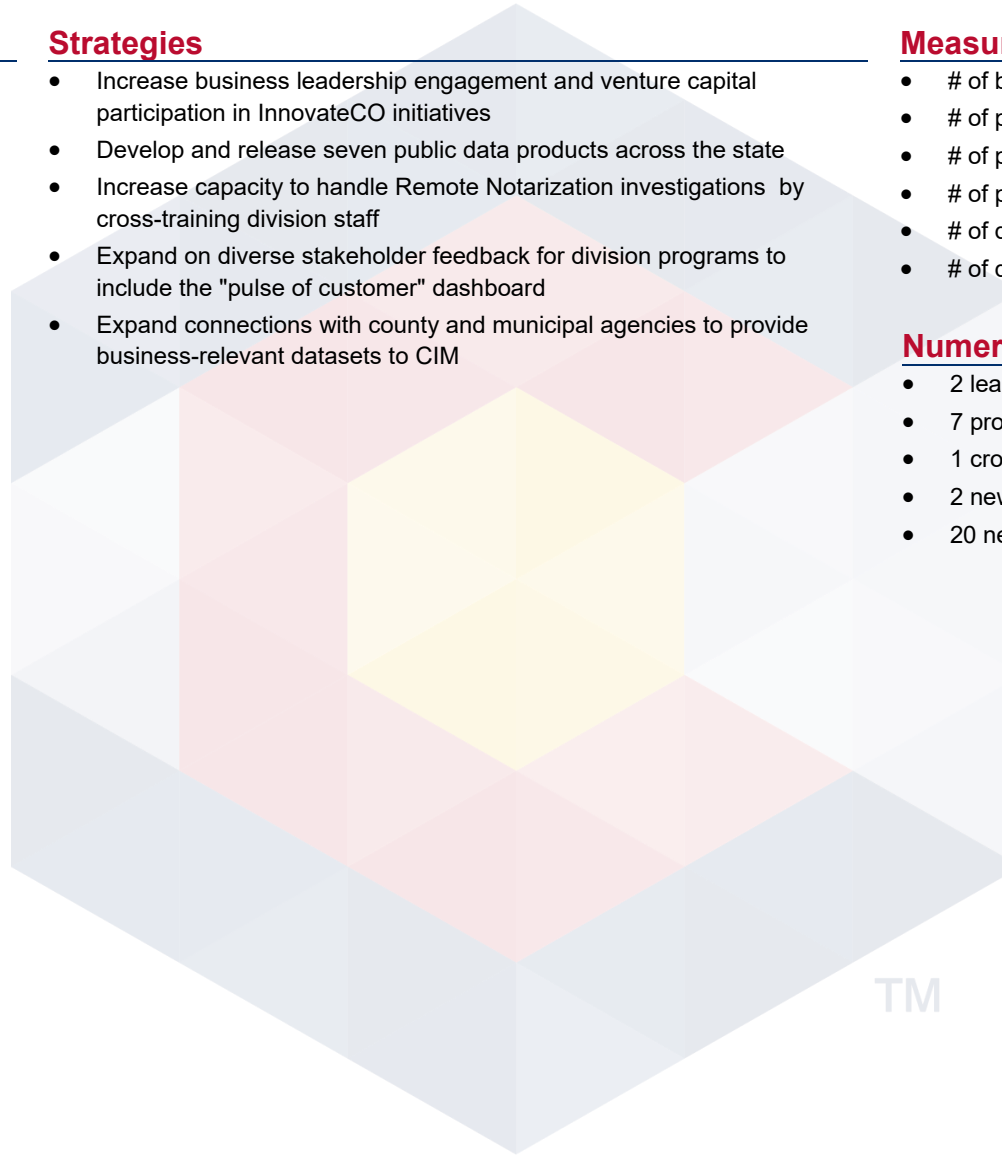 Strategies
• Increase business leadership engagement and venture capital
participation in InnovateCO initiatives
• Develop and release seven public data products across the state
• Increase capacity to handle Remote Notarization investigations by
cross-training division staff
• Expand on diverse stakeholder feedback for division programs to
include the "pulse of customer" dashboard
• Expand connections with county and municipal agencies to provide
business-relevant datasets to CIM
• # of
• # of
• # of
• # of
• # of
• # of
• 2
• 7
• 1
• 2
• 20
TM